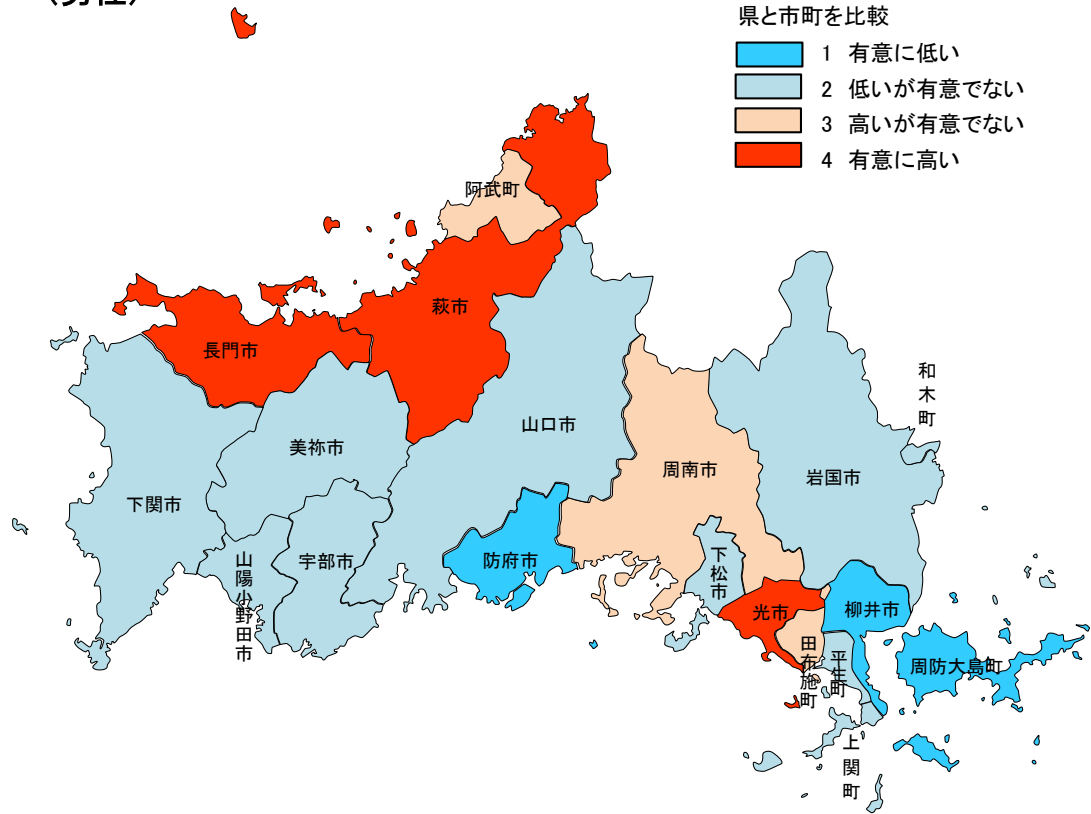 県と市町を比較
1 有意に低い
2 低いが有意でない
3 高いが有意でない
4 有意に高い
阿武町
萩市
長門市
和木町
山口市
美祢市
周南市
岩国市
下関市
防府市
宇部市
下松市
山陽小野田市
光市
柳井市
田布施町
平生町
周防大島町
上関町